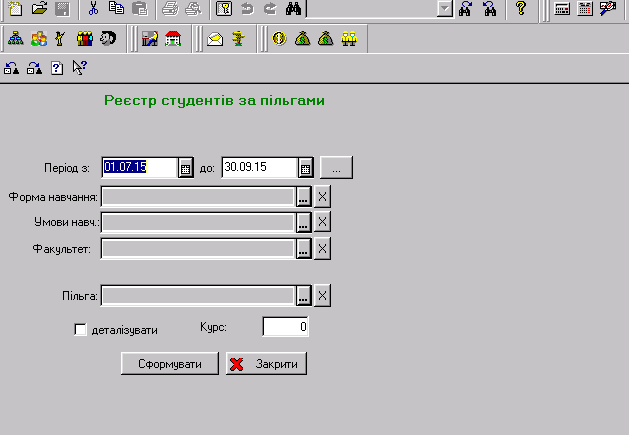 Реєстр студентів за пільгами
Період з: 01.07.15 до: 30.09.15 ...
Форма навчання: ... X
Умови навч.: ... X
Факультет: ... X
Пільга: ... X
деталізувати Курс: 0
Сформувати Закрити